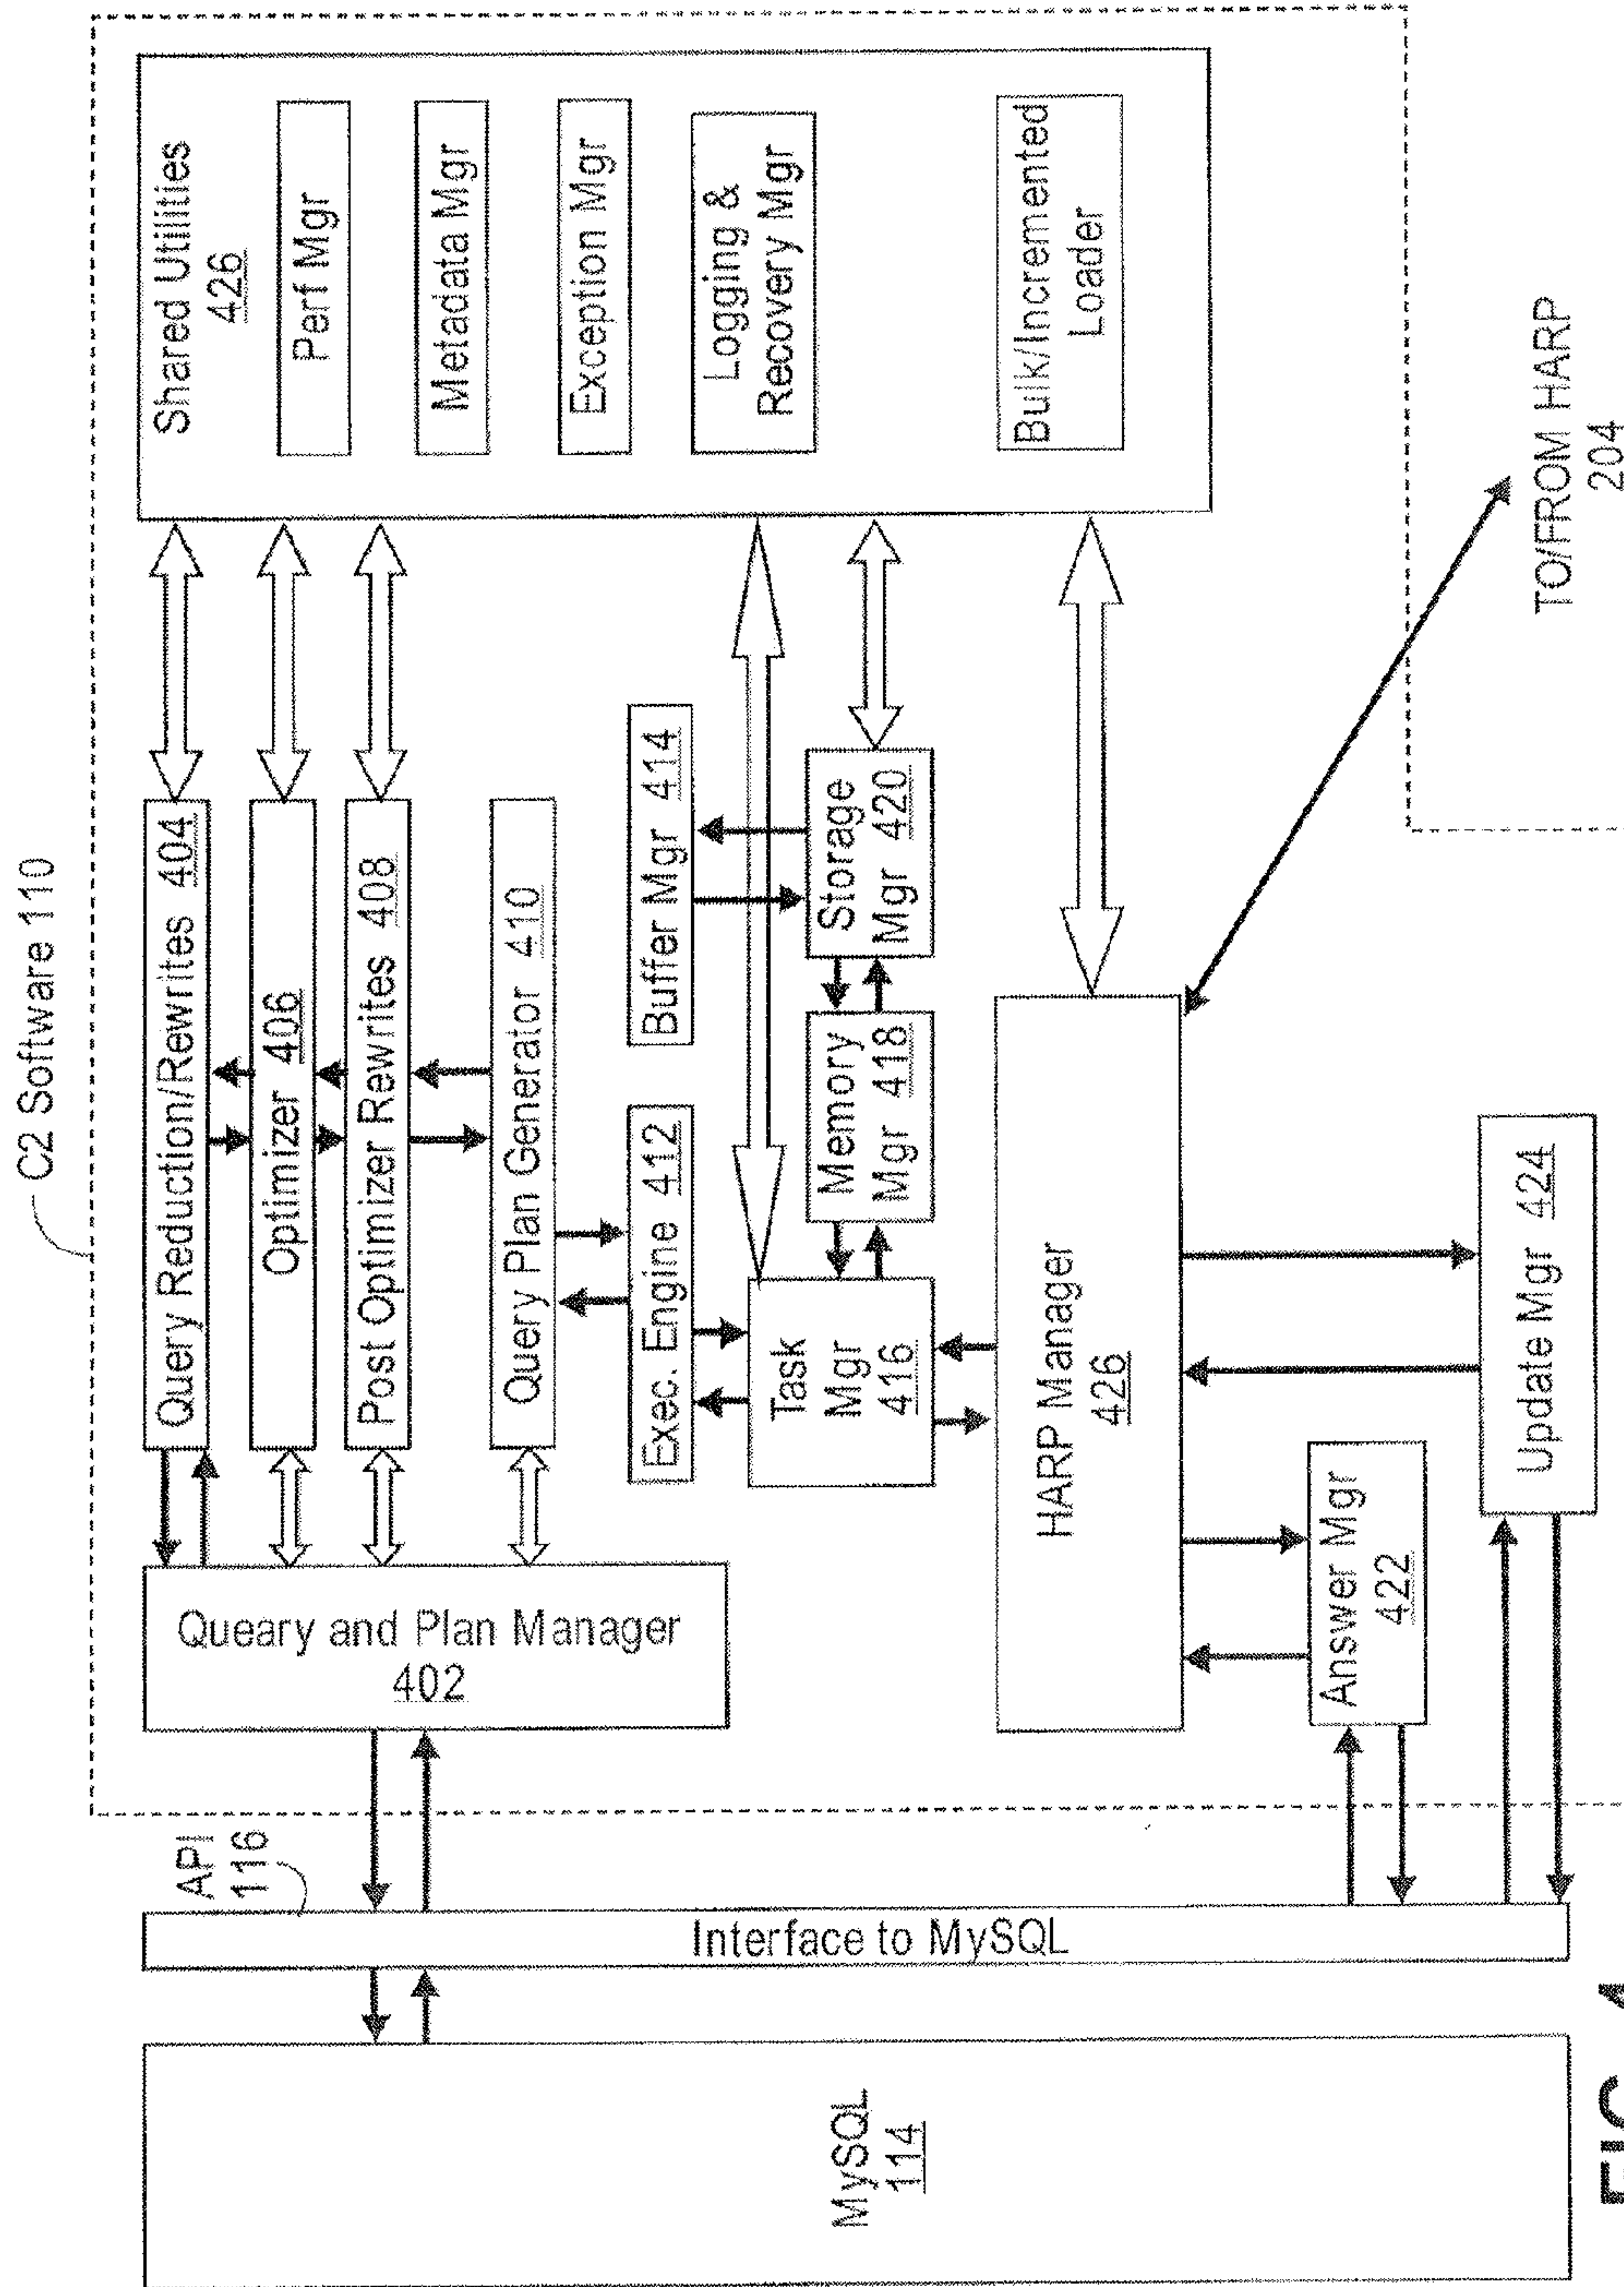 C2 Software 110
MySQL
114
Interface to MySQL
API
116
Queary and Plan Manager
402
Query Reduction/Rewrites 404
Optimizer 406
Post Optimizer Rewrites 408
Query Plan Generator 410
Exec. Engine 412
Buffer Mgr 414
Task
Mgr
416
Memory
Mgr 418
Storage
Mgr 420
HARP Manager
426
Answer Mgr
422
Update Mgr 424
Shared Utilities
426
Perf Mgr
Metadata Mgr
Exception Mgr
Logging &
Recovery Mgr
Bulk/Incremented
Loader
TO/FROM HARP
204